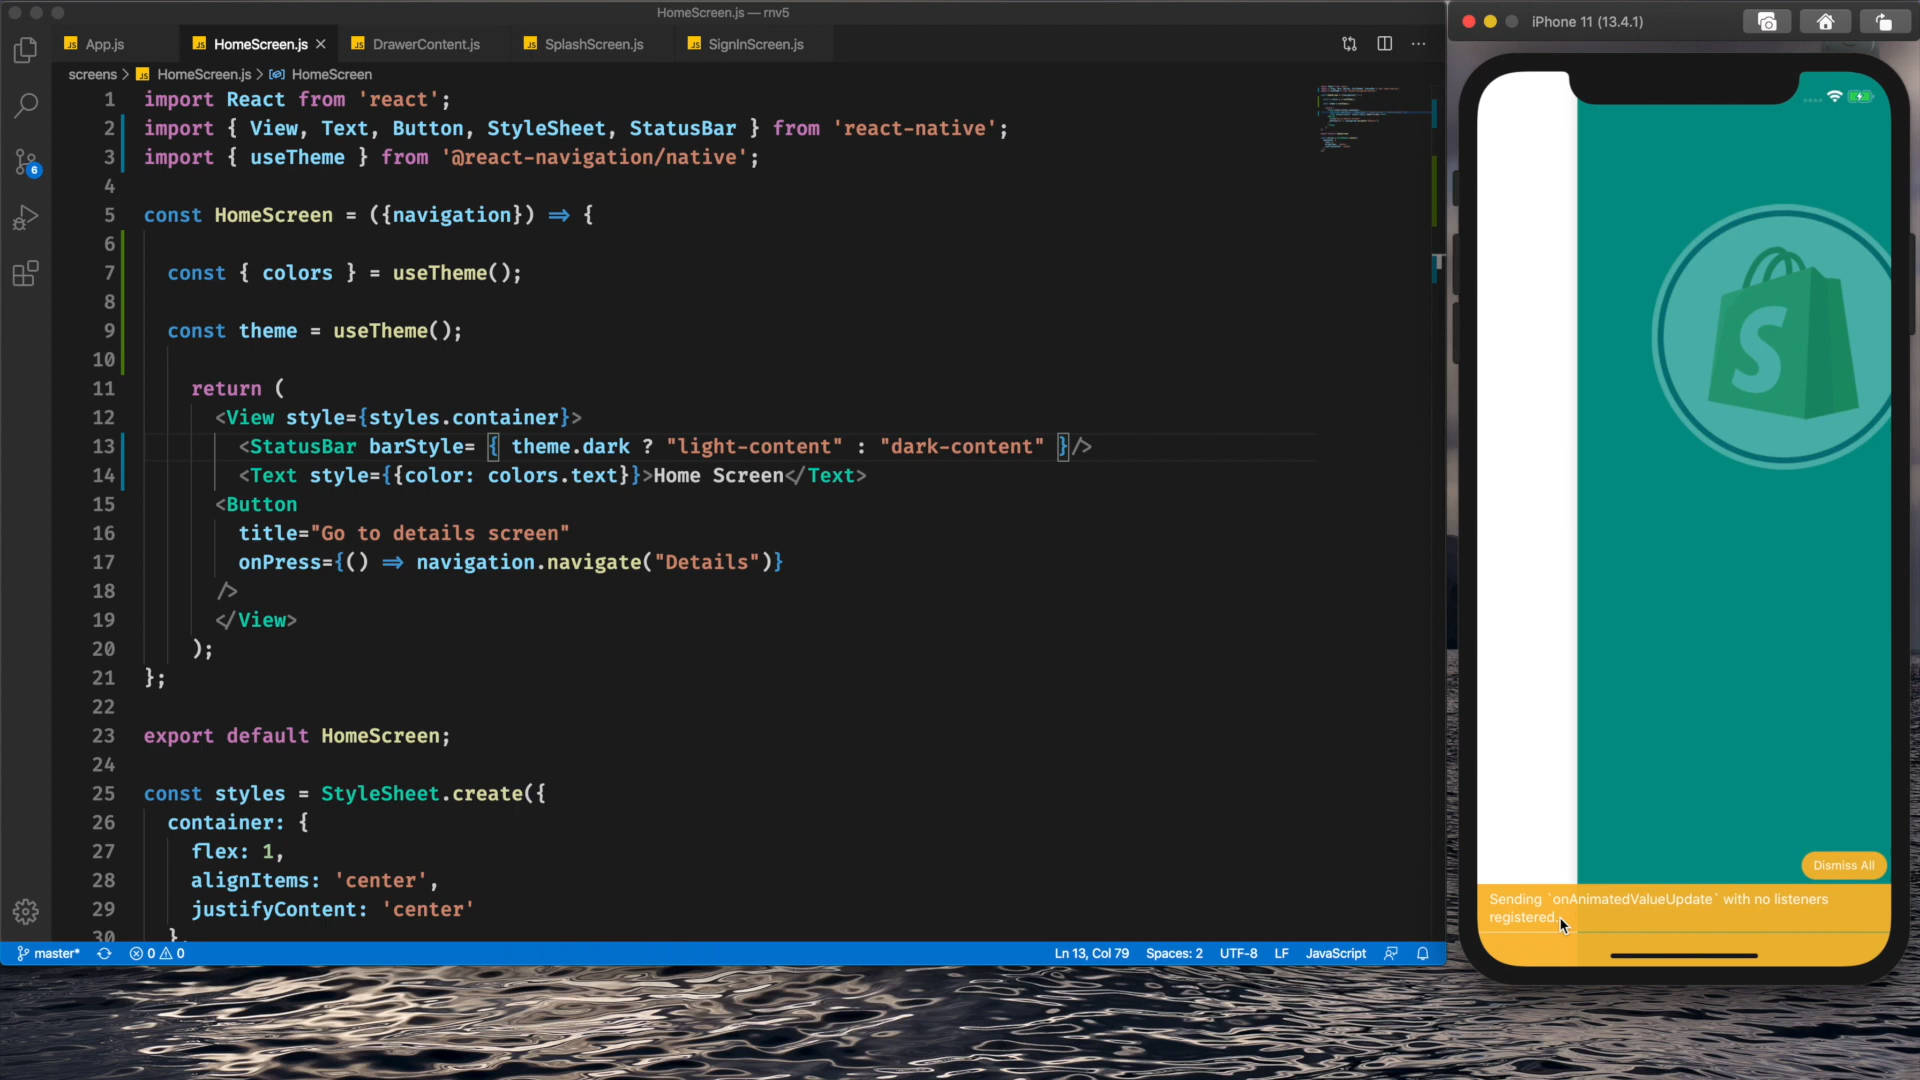 HomeScreen.js — rnv5
App.js
HomeScreen.js
DrawerContent.js
SplashScreen.js
SignInScreen.js
screens > HomeScreen.js > HomeScreen
1 import React from 'react';
2 import { View, Text, Button, StyleSheet, StatusBar } from 'react-native';
3 import { useTheme } from '@react-navigation/native';
4
5 const HomeScreen = ({navigation}) => {
6
7 const { colors } = useTheme();
8
9 const theme = useTheme();
10
11 return (
12 <View style={styles.container}>
13 <StatusBar barStyle= { theme.dark ? "light-content" : "dark-content" }/>
14 <Text style={{color: colors.text}}>Home Screen</Text>
15 <Button
16 title="Go to details screen"
17 onPress={() => navigation.navigate("Details")}
18 />
19 </View>
20 );
21 };
22
23 export default HomeScreen;
24
25 const styles = StyleSheet.create({
26 container: {
27 flex: 1,
28 alignItems: 'center',
29 justifyContent: 'center'
30 },
6
master*
0 0
Ln 13, Col 79
Spaces: 2
UTF-8
LF
JavaScript
iPhone 11 (13.4.1)
S
Dismiss All
Sending `onAnimatedValueUpdate` with no listeners
registered.